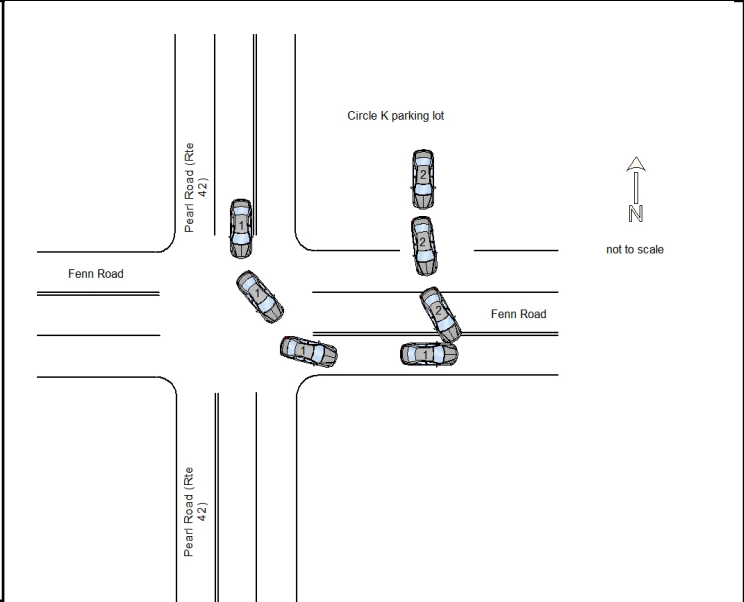 Circle K parking lot
Pearl Road (Rte
42)
2
1
2
N
not to scale
Fenn Road
1
2
Fenn Road
1
1
Pearl Road (Rte
42)